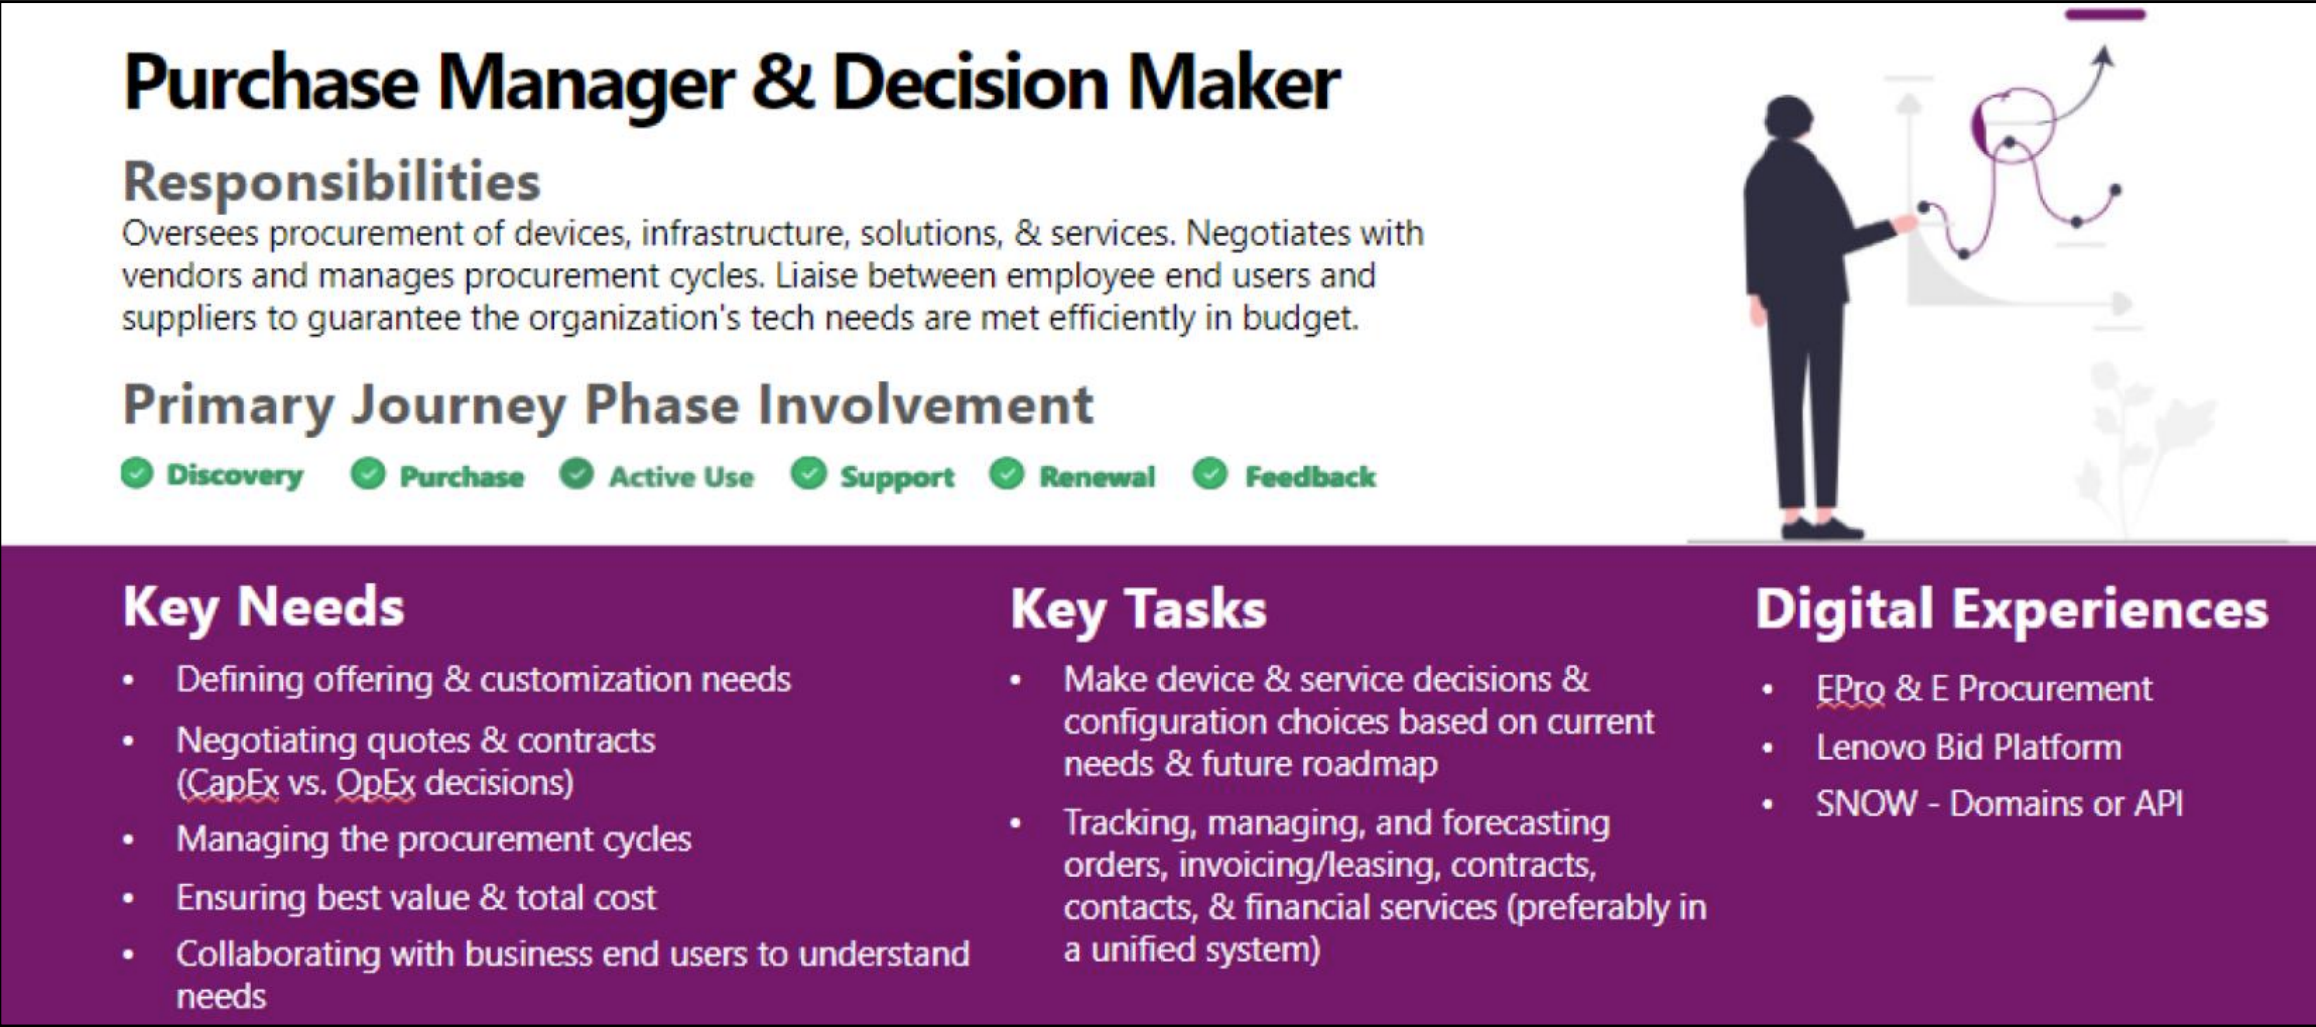 Purchase Manager & Decision Maker
Responsibilities
Oversees procurement of devices, infrastructure, solutions, & services. Negotiates with
vendors and manages procurement cycles. Liaise between employee end users and
suppliers to guarantee the organization's tech needs are met efficiently in budget.
Primary Journey Phase Involvement
Discovery Purchase Active Use Support Renewal Feedback
Key Needs
• Defining offering & customization needs
• Negotiating quotes & contracts
(CapEx vs. OpEx decisions)
• Managing the procurement cycles
• Ensuring best value & total cost
• Collaborating with business end users to understand
needs
Key Tasks
• Make device & service decisions &
configuration choices based on current
needs & future roadmap
• Tracking, managing, and forecasting
orders, invoicing/leasing, contracts,
contacts, & financial services (preferably in
a unified system)
Digital Experiences
• EPro & E Procurement
• Lenovo Bid Platform
• SNOW - Domains or API